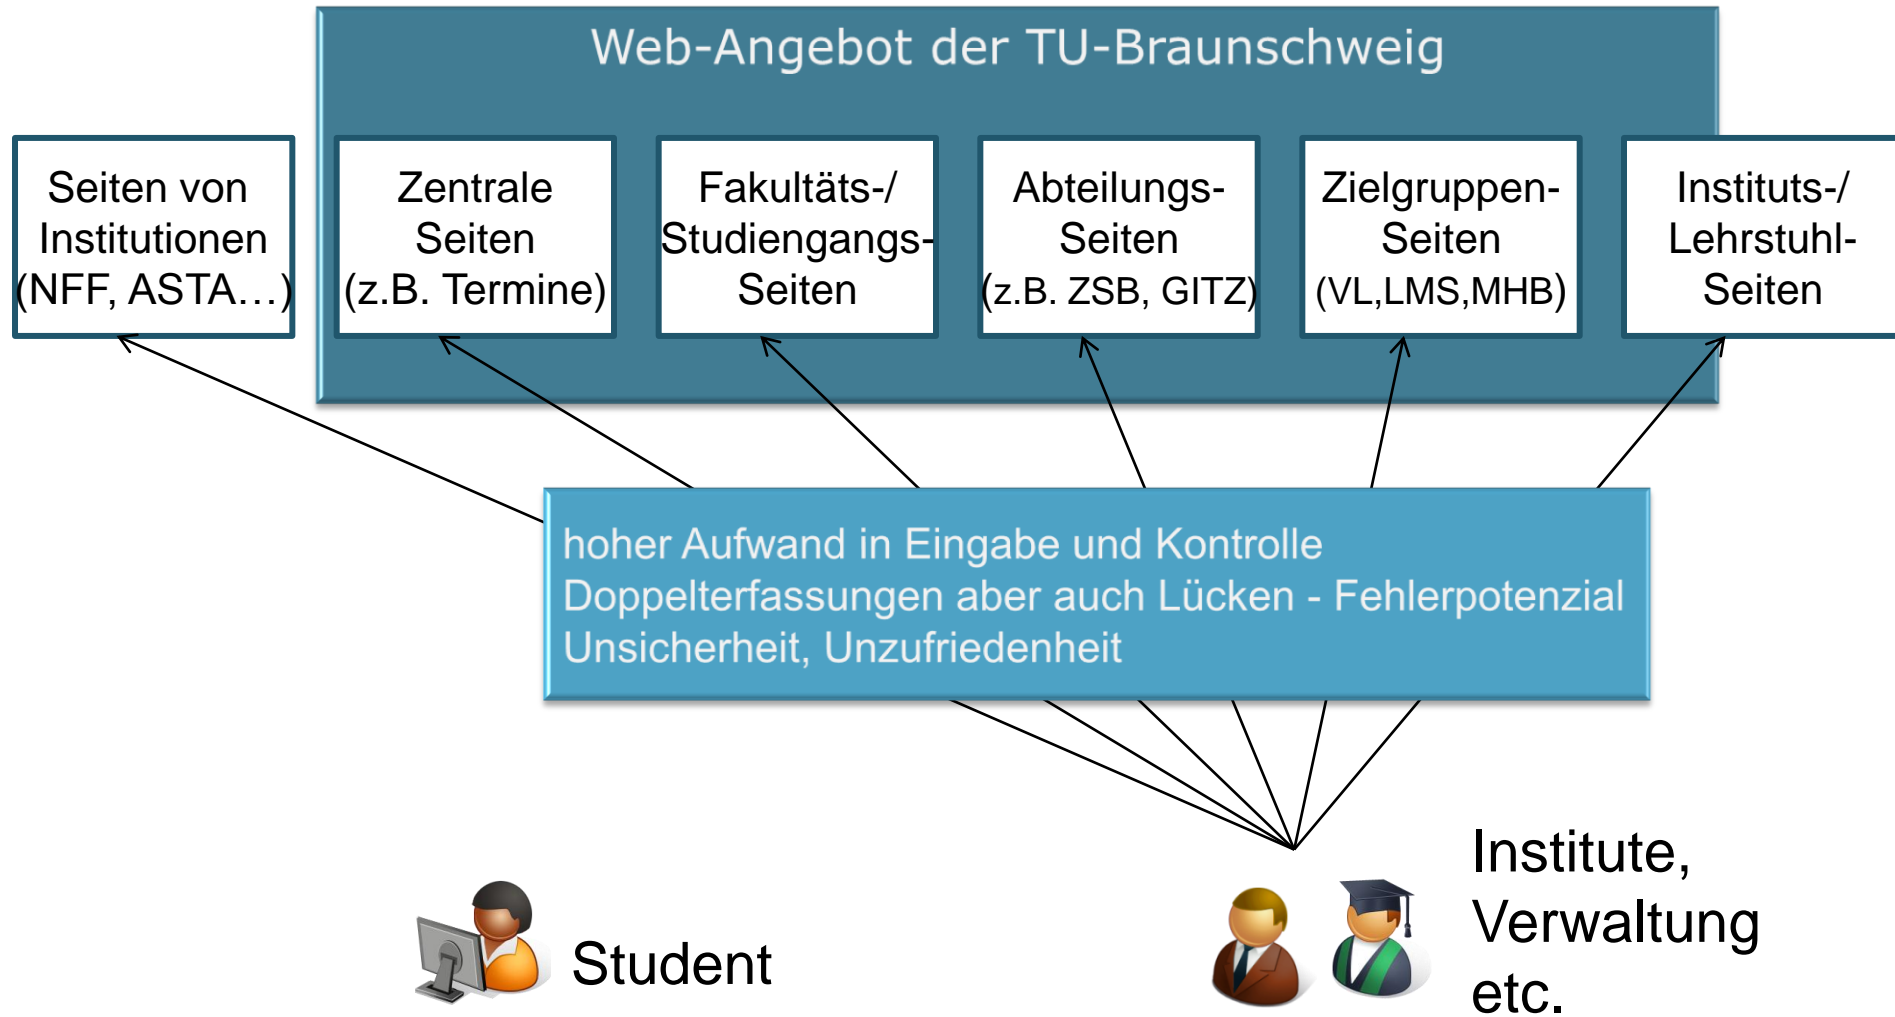 Web-Angebot der TU-Braunschweig
Seiten von
Institutionen
(NFF, ASTA…)
Zentrale
Seiten
(z.B. Termine)
Fakultäts-/
Studiengangs-
Seiten
Abteilungs-
Seiten
(z.B. ZSB, GITZ)
Zielgruppen-
Seiten
(VL,LMS,MHB)
Instituts-/
Lehrstuhl-
Seiten
hoher Aufwand in Eingabe und Kontrolle
Doppelterfassungen aber auch Lücken - Fehlerpotenzial
Unsicherheit, Unzufriedenheit
Student
Institute,
Verwaltung
etc.